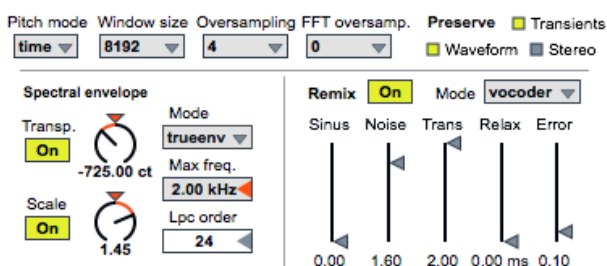 Pitch mode Window size Oversampling FFT oversamp. Preserve Transients
time 8192 4 0 Waveform Stereo
Spectral envelope
Transp.
On
-725.00 ct
Scale
On
1.45
Mode
trueenv
Max freq.
2.00 kHz
Lpc order
24
Remix On Mode vocoder
Sinus Noise Trans Relax Error
0.00 1.60 2.00 0.00 ms 0.10